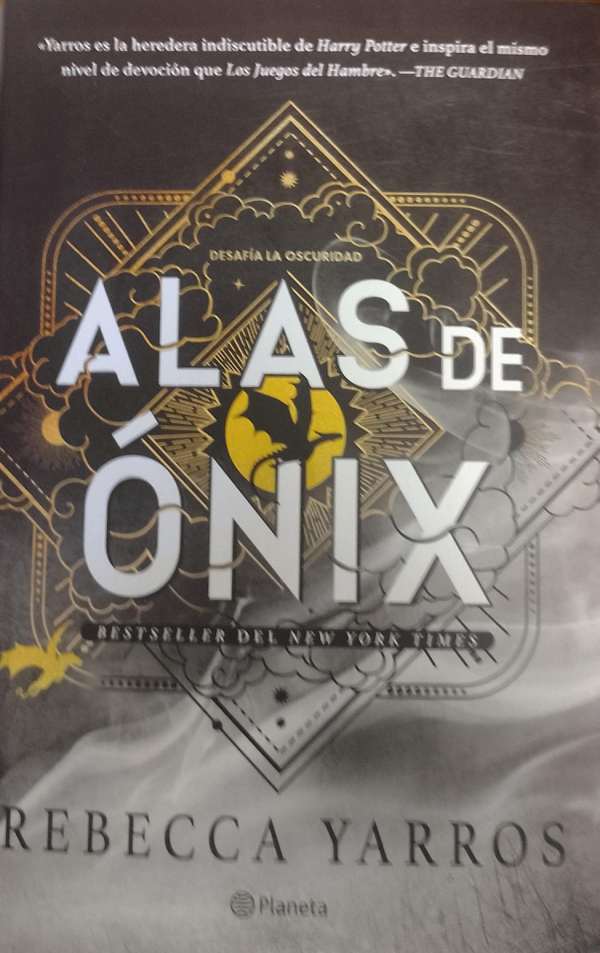 «Yarros es la heredera indiscutible de Harry Potter e inspira el mismo
nivel de devoción que Los Juegos del Hambre». —THE GUARDIAN
DESAFÍA LA OSCURIDAD
ALAS DE
ÓNIX
BESTSELLER DEL NEW YORK TIMES
REBECCA YARROS
Planeta